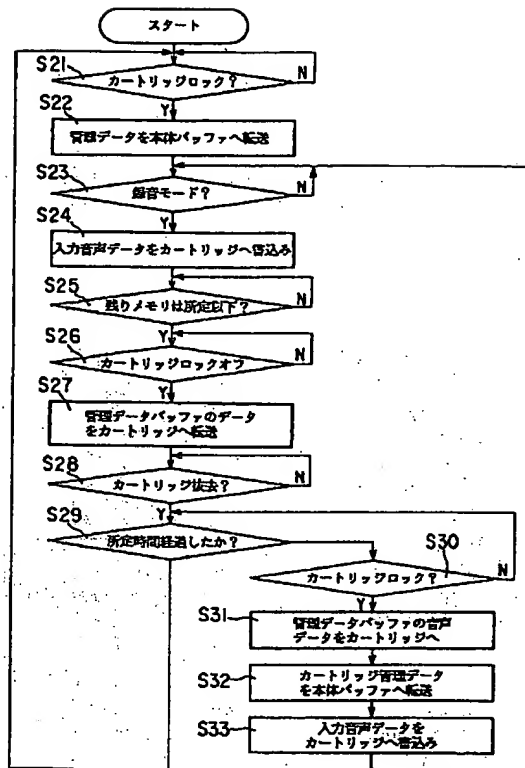 スタート
S21
カートリッジロック？
N
Y
S22
管理データを本体バッファへ転送
S23
録音モード？
N
Y
S24
入力音声データをカートリッジへ書込み
S25
残りメモリは所定以下？
N
Y
S26
カートリッジロックオフ
N
Y
S27
管理データバッファのデータ
をカートリッジへ転送
S28
カートリッジ抜去？
N
Y
S29
所定時間経過したか？
S30
カートリッジロック？
N
Y
S31
管理データバッファの音声
データをカートリッジへ
S32
カートリッジ管理データ
を本体バッファへ転送
S33
入力音声データを
カートリッジへ書込み